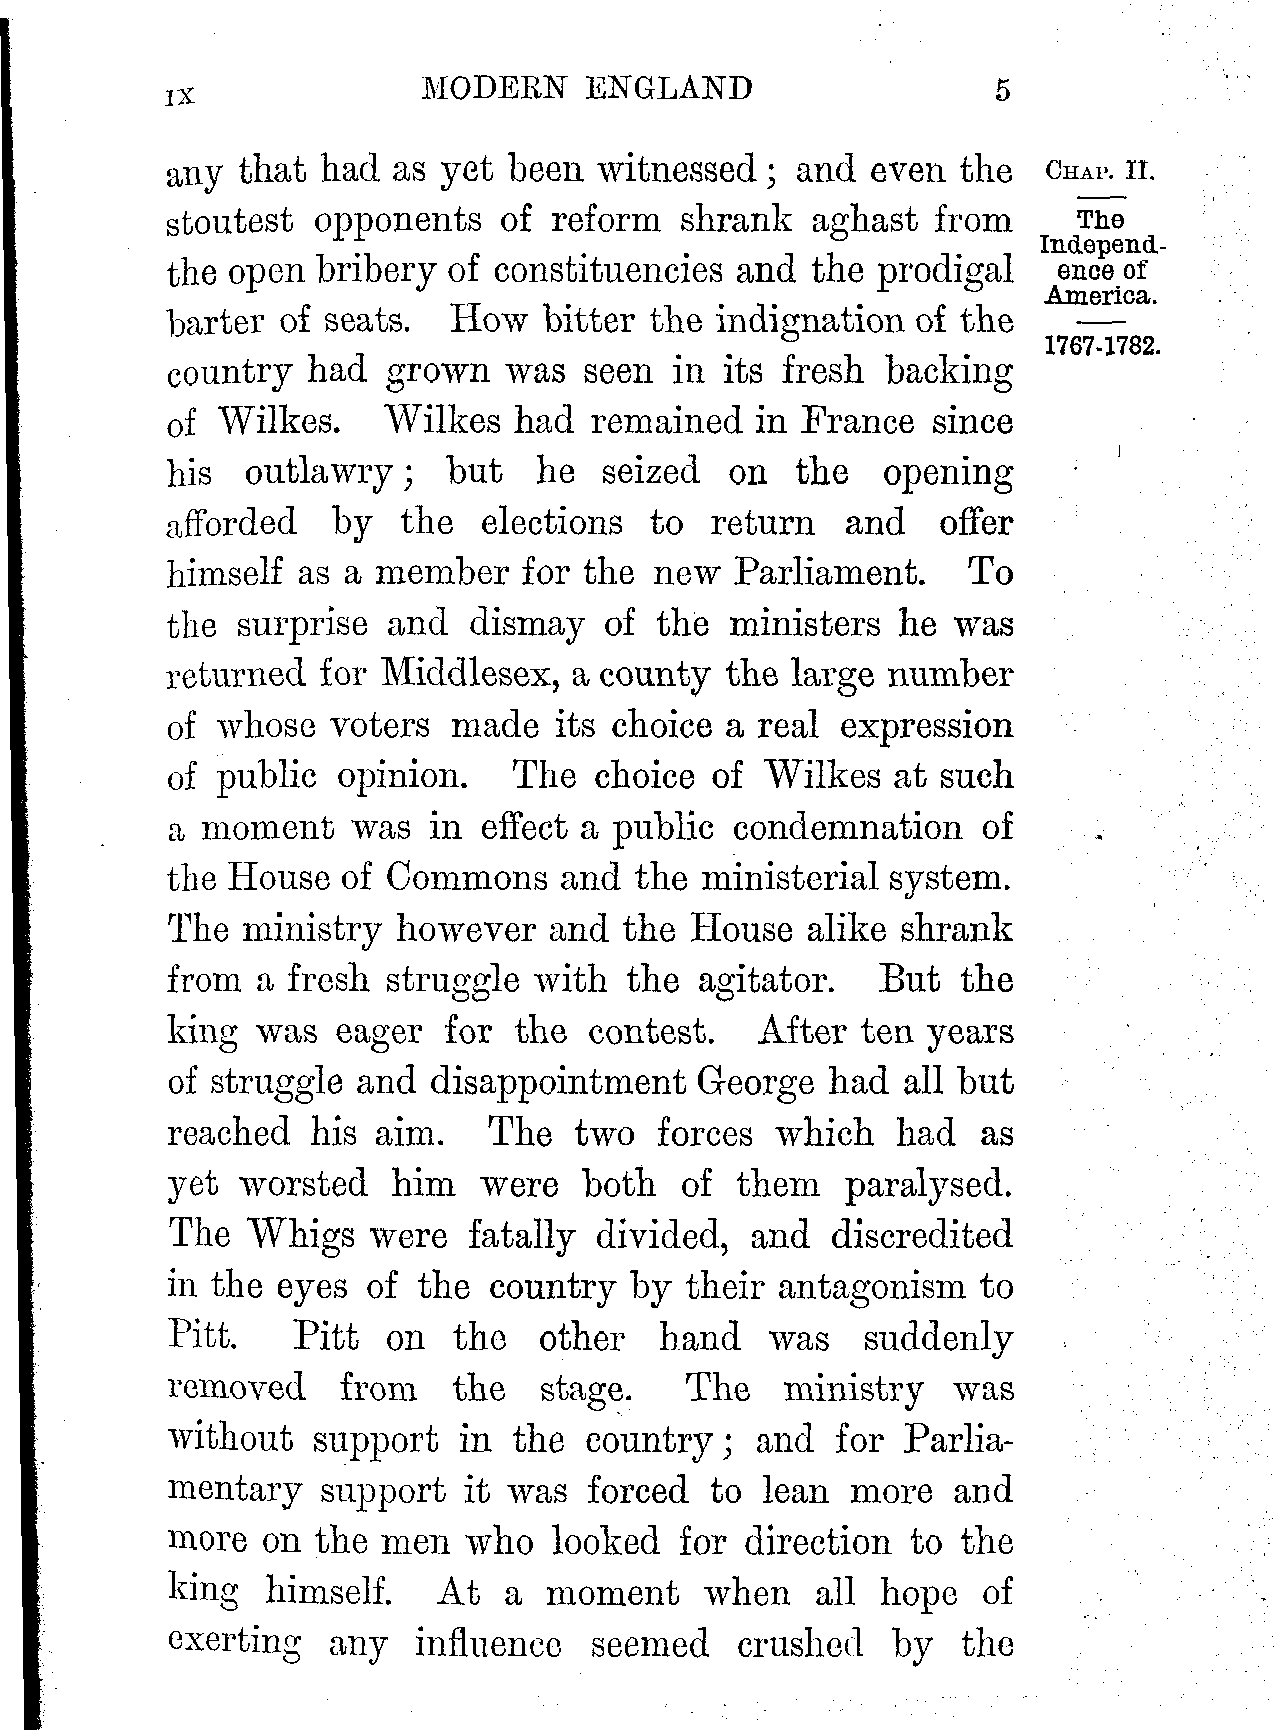 IX MODERN ENGLAND 5
any that had as yet been witnessed; and even the
stoutest opponents of reform shrank aghast from
the open bribery of constituencies and the prodigal
barter of seats. How bitter the indignation of the
country had grown was seen in its fresh backing
of Wilkes. Wilkes had remained in France since
his outlawry; but he seized on the opening
afforded by the elections to return and offer
himself as a member for the new Parliament. To
the surprise and dismay of the ministers he was
returned for Middlesex, a county the large number
of whose voters made its choice a real expression
of public opinion. The choice of Wilkes at such
a moment was in effect a public condemnation of
the House of Commons and the ministerial system.
The ministry however and the House alike shrank
from a fresh struggle with the agitator. But the
king was eager for the contest. After ten years
of struggle and disappointment George had all but
reached his aim. The two forces which had as
yet worsted him were both of them paralysed.
The Whigs were fatally divided, and discredited
in the eyes of the country by their antagonism to
Pitt. Pitt on the other hand was suddenly
removed from the stage. The ministry was
without support in the country; and for Parlia-
mentary support it was forced to lean more and
more on the men who looked for direction to the
king himself. At a moment when all hope of
exerting any influence seemed crushed by the
CHAP. II.
The
Independ-
ence of
America.
1767-1782.